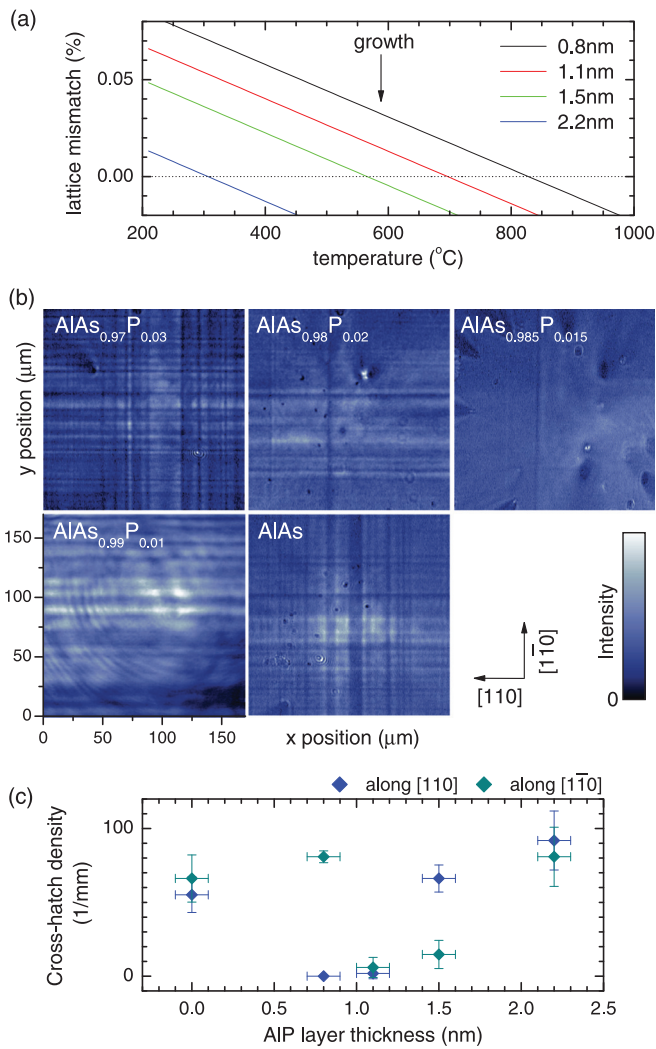 (a)
growth
0.8nm
1.1nm
1.5nm
2.2nm
lattice mismatch (%)
0.05
0.00
200 400 600 800 1000
temperature (°C)
(b)
AlAs0.97P0.03
AlAs0.98P0.02
AlAs0.985P0.015
AlAs0.99P0.01
AlAs
y position (μm)
150
100
50
0
0 50 100 150
x position (μm)
[110]
[1̄10]
Intensity
0
(c)
along [110] along [11̄0]
Cross-hatch density
(1/mm)
100
0
0.0 0.5 1.0 1.5 2.0 2.5
AlP layer thickness (nm)